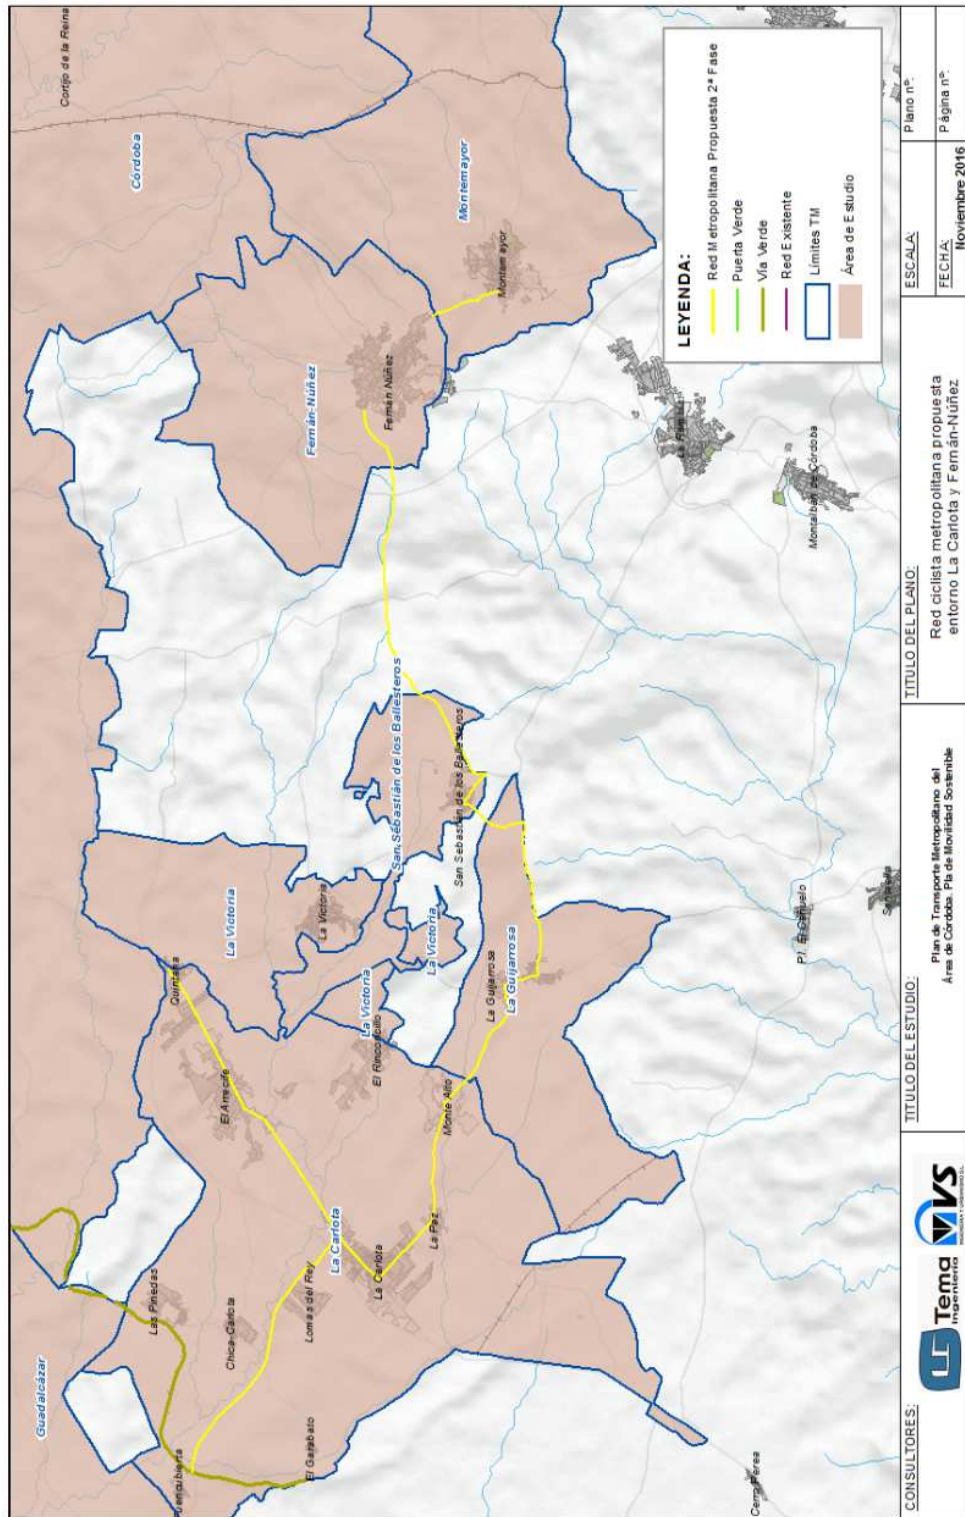 Cortijo de la Reina
Córdoba
Montemayor
Montemayor
Fernán-Núñez
Fernán Núñez
La Rambla
Montalbán de Córdoba
San Sebastián de los Ballesteros
San Sebastián de los Ballesteros
La Victoria
La Victoria
La Victoria
La Victoria
Quintana
El Arrecife
El Rinconcillo
La Guijarrosa
La Guijarrosa
Monte Alto
La Paz
La Carlota
La Carlota
Lomas del Rey
Chica-Carlota
Las Pinedas
Guadalcázar
El Garabato
Cerro Perea
P.I. El Cañuelo
Santaella
LEYENDA:
Red Metropolitana Propuesta 2ª Fase
Puerta Verde
Vía Verde
Red Existente
Límites TM
Área de Estudio
CONSULTORES:
Tema
Ingeniería
MVS
TITULO DEL ESTUDIO:
Plan de Transporte Metropolitano del
Área de Córdoba. Pla de Movilidad Sostenible
TITULO DEL PLANO:
Red ciclista metropolitana propuesta
entorno La Carlota y Fernán-Núñez
ESCALA:
FECHA:
Noviembre 2016
Plano nº:
Página nº: